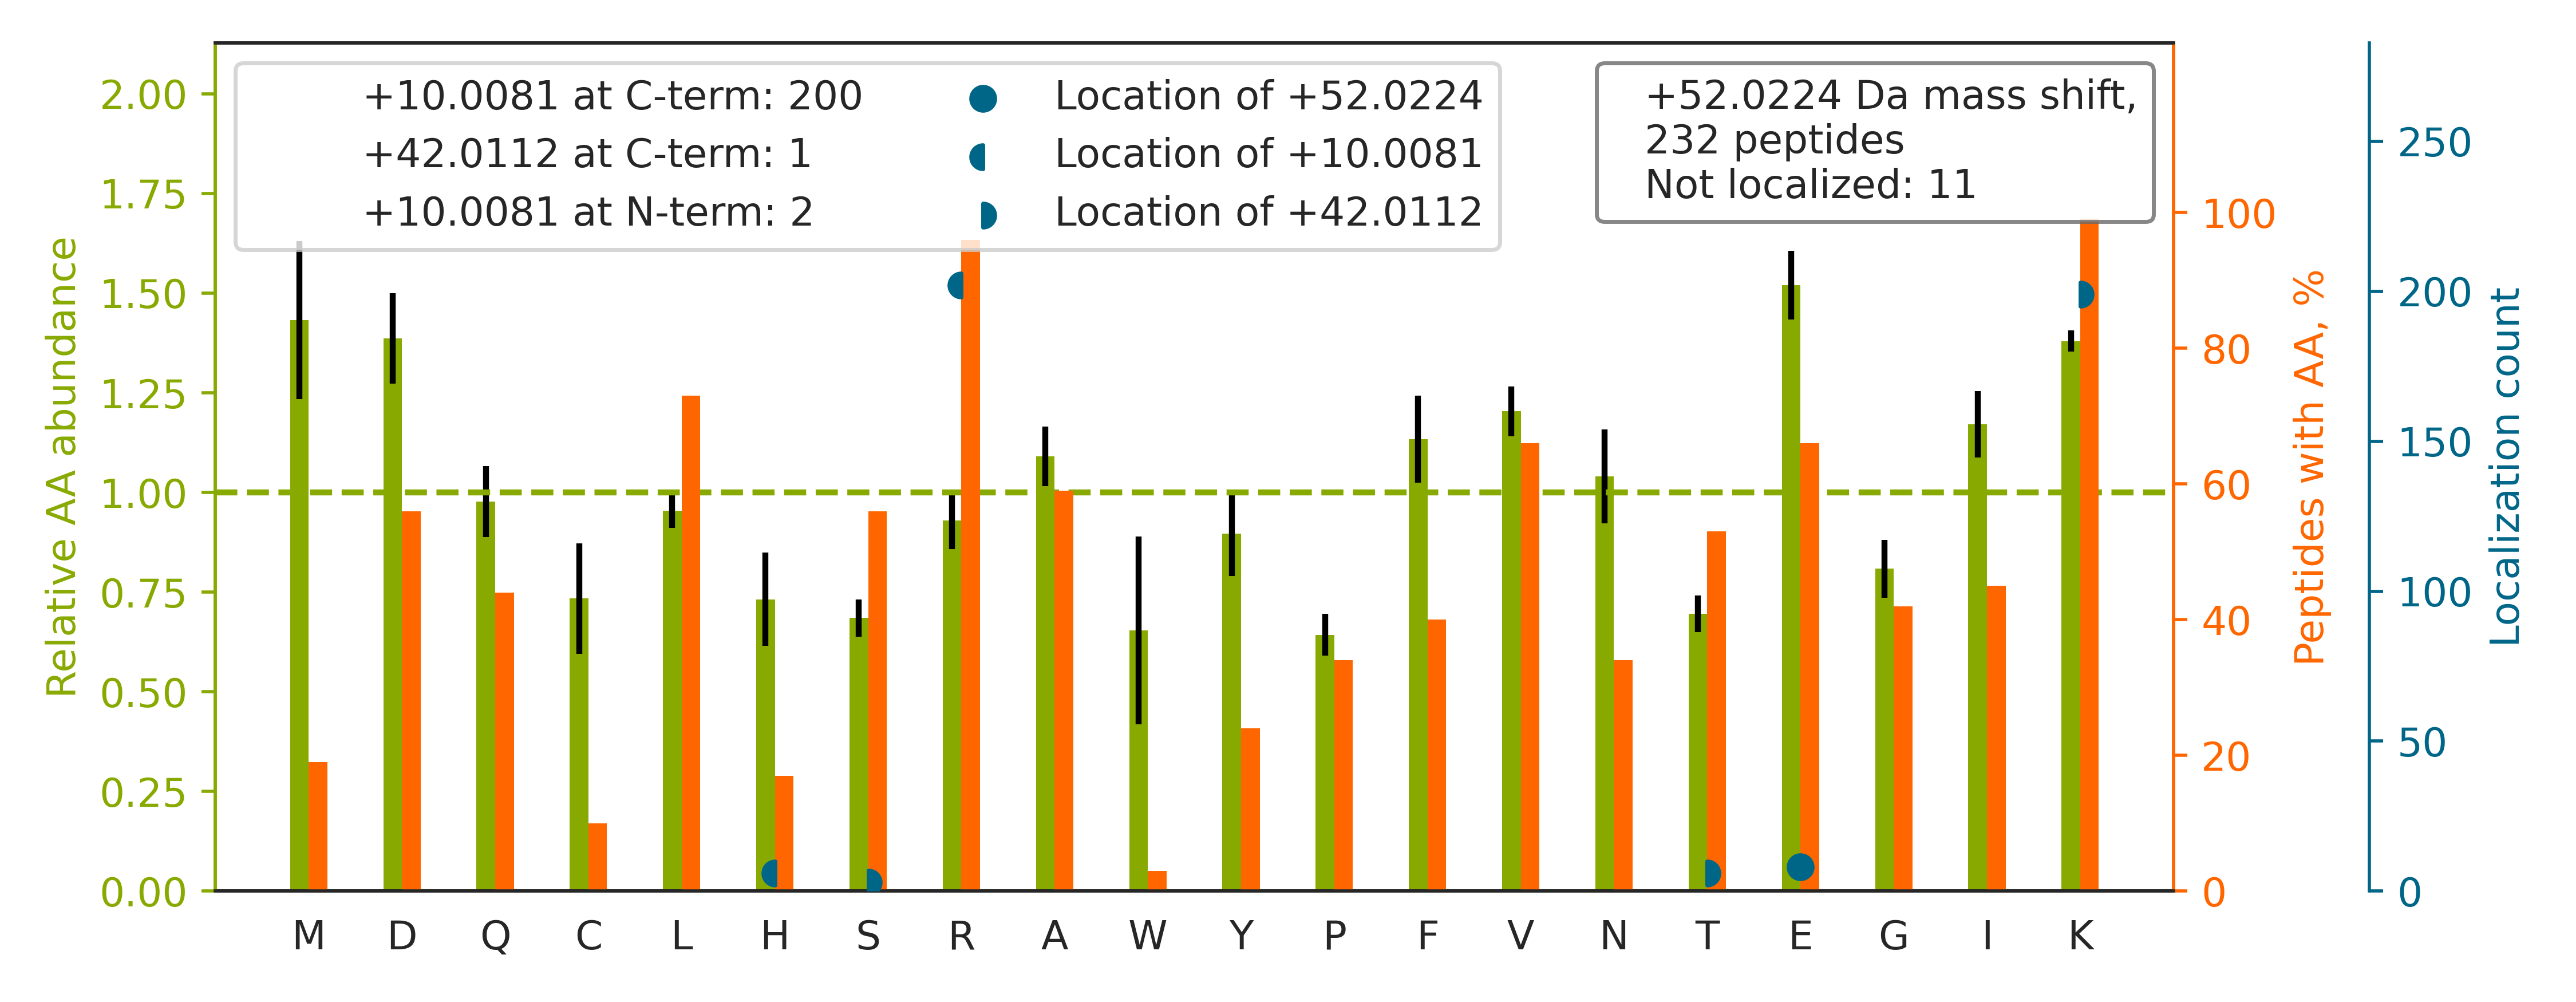 +10.0081 at C-term: 200
+42.0112 at C-term: 1
+10.0081 at N-term: 2
Location of +52.0224
Location of +10.0081
Location of +42.0112
+52.0224 Da mass shift,
232 peptides
Not localized: 11
Relative AA abundance
2.00
1.75
1.50
1.25
1.00
0.75
0.50
0.25
0.00
M D Q C L H S R A W Y P F V N T E G I K
100
80
60
40
20
0
Peptides with AA, %
250
200
150
100
50
0
Localization count